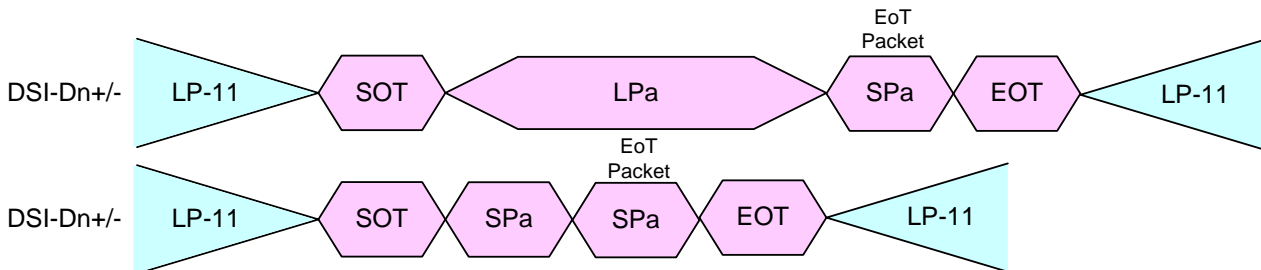 EoT
Packet
DSI-Dn+/- LP-11 SOT LPa SPa EOT LP-11
EoT
Packet
DSI-Dn+/- LP-11 SOT SPa SPa EOT LP-11